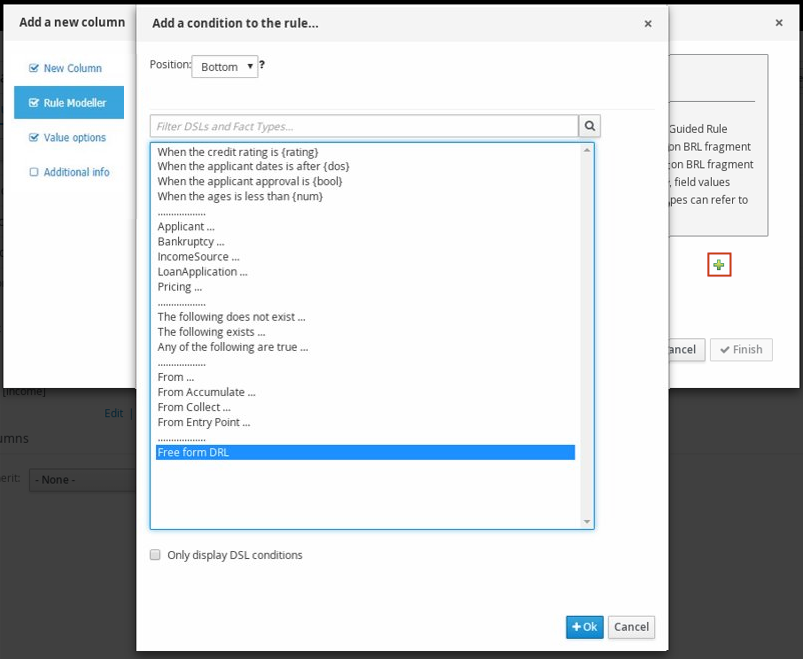 Add a new column
New Column
Rule Modeller
Value options
Additional info
Add a condition to the rule...
×
Position:
Bottom
?
Filter DSLs and Fact Types...
When the credit rating is {rating}
When the applicant dates is after {dos}
When the applicant approval is {bool}
When the ages is less than {num}
..................
Applicant ...
Bankruptcy ...
IncomeSource ...
LoanApplication ...
Pricing ...
..................
The following does not exist ...
The following exists ...
Any of the following are true ...
..................
From ...
From Accumulate ...
From Collect ...
From Entry Point ...
..................
Free form DRL
Only display DSL conditions
Ok
Cancel
×
Guided Rule
on BRL fragment
on BRL fragment
, field values
pes can refer to
ancel
Finish
[income]
Edit |
umns
erit:
- None -